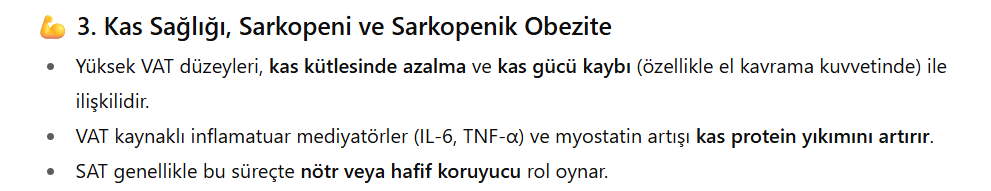 💪 3. Kas Sağlığı, Sarkopeni ve Sarkopenik Obezite
• Yüksek VAT düzeyleri, kas kütlesinde azalma ve kas gücü kaybı (özellikle el kavrama kuvvetinde) ile
ilişkilidir.
• VAT kaynaklı inflamatuar mediyatörler (IL-6, TNF-α) ve myostatin artışı kas protein yıkımını artırır.
• SAT genellikle bu süreçte nötr veya hafif koruyucu rol oynar.